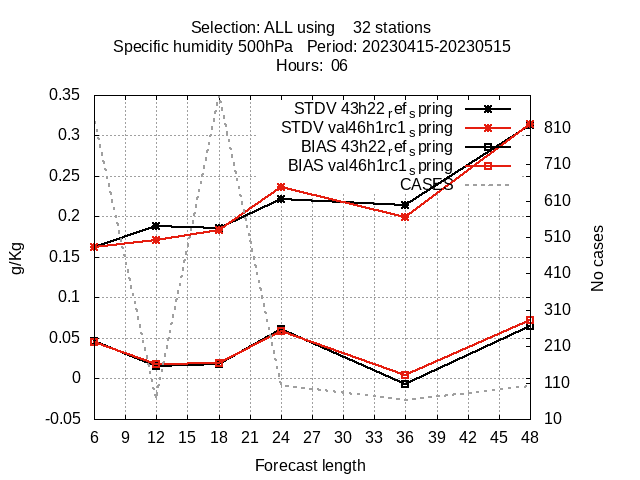 Selection: ALL using 32 stations
Specific humidity 500hPa Period: 20230415-20230515
Hours: 06
STDV 43h22_ref_spring
STDV val46h1rc1_spring
BIAS 43h22_ref_spring
BIAS val46h1rc1_spring
CASES
0.35
0.3
0.25
0.2
0.15
0.1
0.05
0
-0.05
g/Kg
810
710
610
510
410
310
210
110
10
No cases
6 9 12 15 18 21 24 27 30 33 36 39 42 45 48
Forecast length